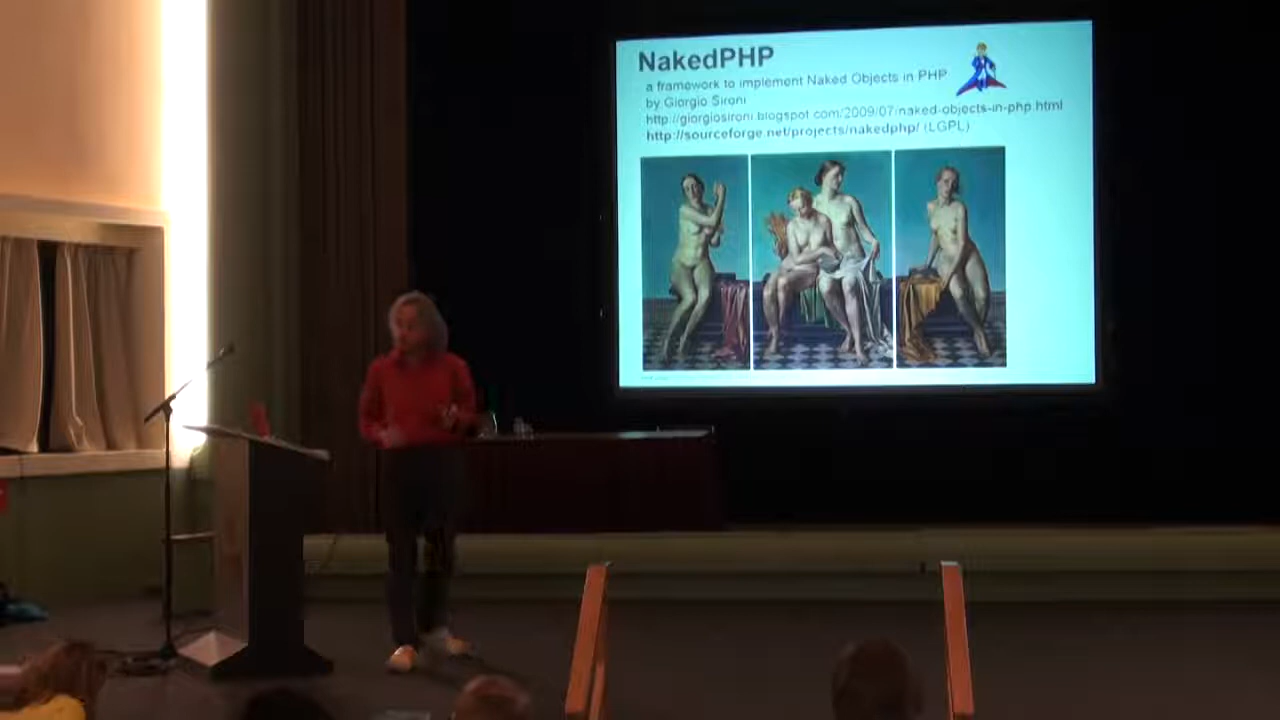 NakedPHP
a framework to implement Naked Objects in PHP
by Giorgio Sironi
http://giorgiosironi.blogspot.com/2009/07/naked-objects-in-php.html
http://sourceforge.net/projects/nakedphp/ (LGPL)